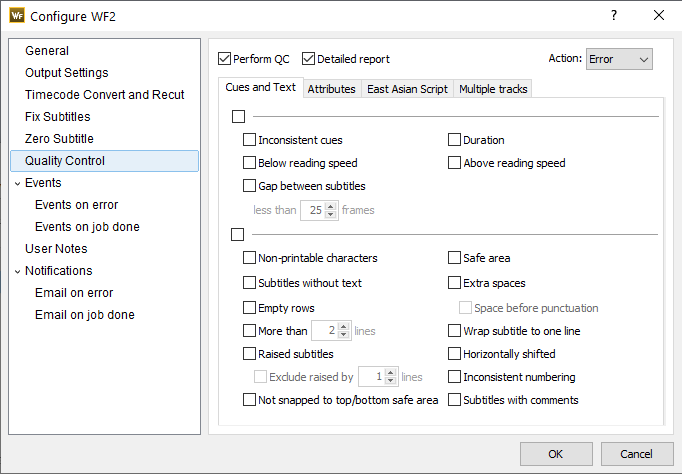 WF Configure WF2 ?
General
Output Settings
Timecode Convert and Recut
Fix Subtitles
Zero Subtitle
Quality Control
Events
Events on error
Events on job done
User Notes
Notifications
Email on error
Email on job done
Perform QC Detailed report Action: Error
Cues and Text Attributes East Asian Script Multiple tracks
Inconsistent cues Duration
Below reading speed Above reading speed
Gap between subtitles
less than 25 frames
Non-printable characters Safe area
Subtitles without text Extra spaces
Empty rows Space before punctuation
More than 2 lines Wrap subtitle to one line
Raised subtitles Horizontally shifted
Exclude raised by 1 lines Inconsistent numbering
Not snapped to top/bottom safe area Subtitles with comments
OK Cancel